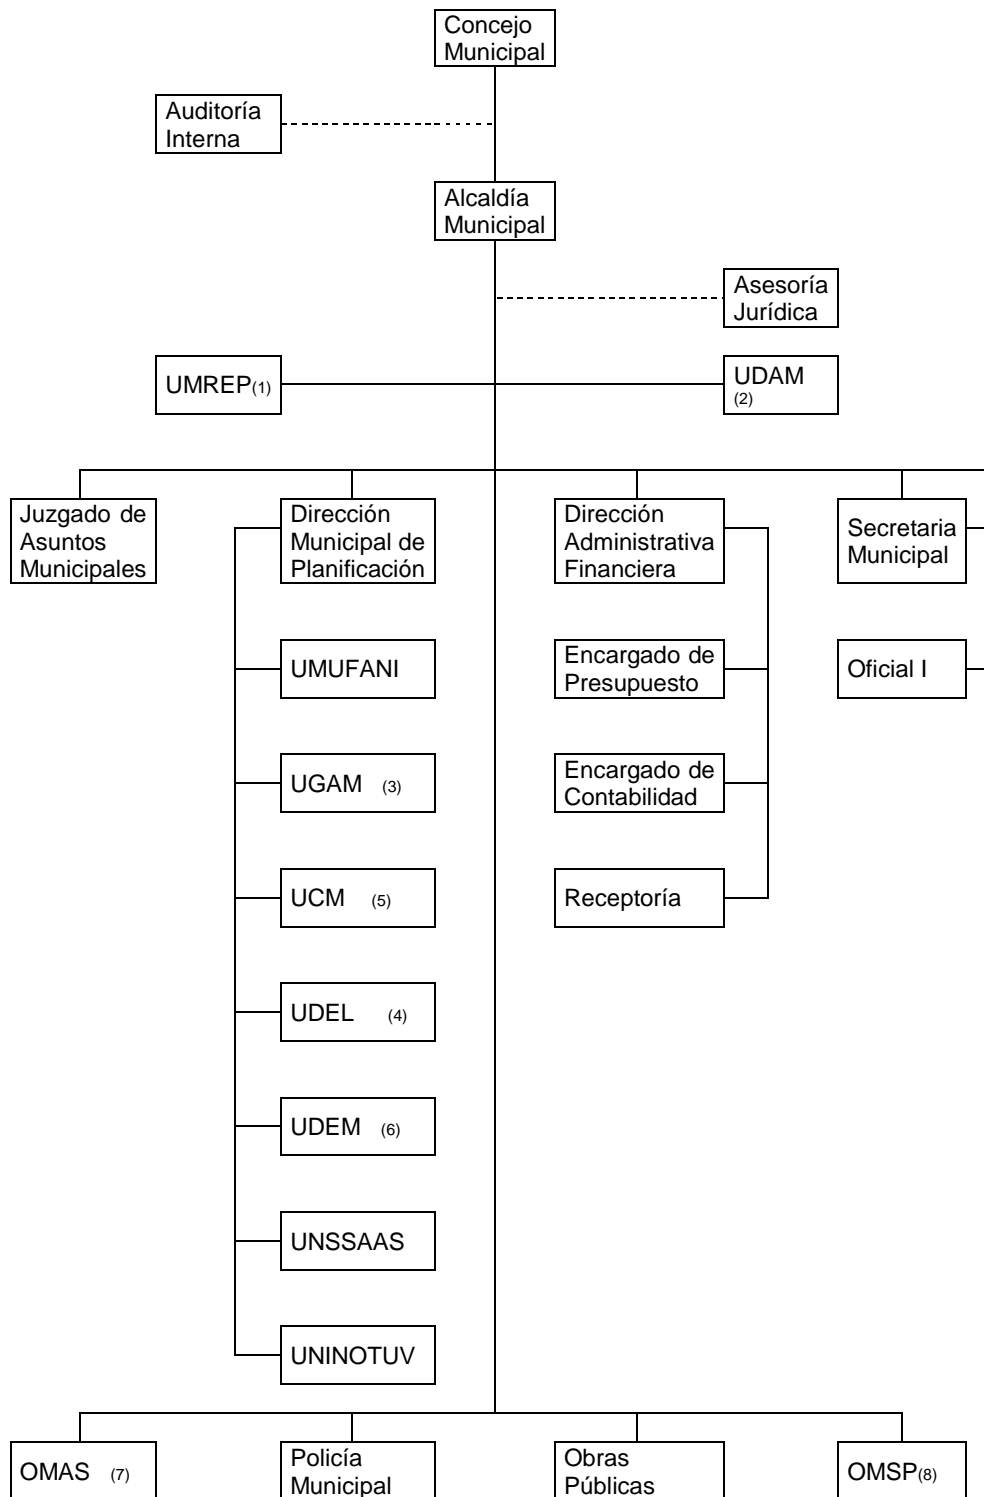 Concejo
Municipal
Auditoría
Interna
Alcaldía
Municipal
Asesoría
Jurídica
UMREP(1)
UDAM
(2)
Juzgado de
Asuntos
Municipales
Dirección
Municipal de
Planificación
Dirección
Administrativa
Financiera
Secretaria
Municipal
UMUFANI
Encargado de
Presupuesto
Oficial I
UGAM (3)
Encargado de
Contabilidad
UCM (5)
Receptoría
UDEL (4)
UDEM (6)
UNSSAAS
UNINOTUV
OMAS (7)
Policía
Municipal
Obras
Públicas
OMSP(8)